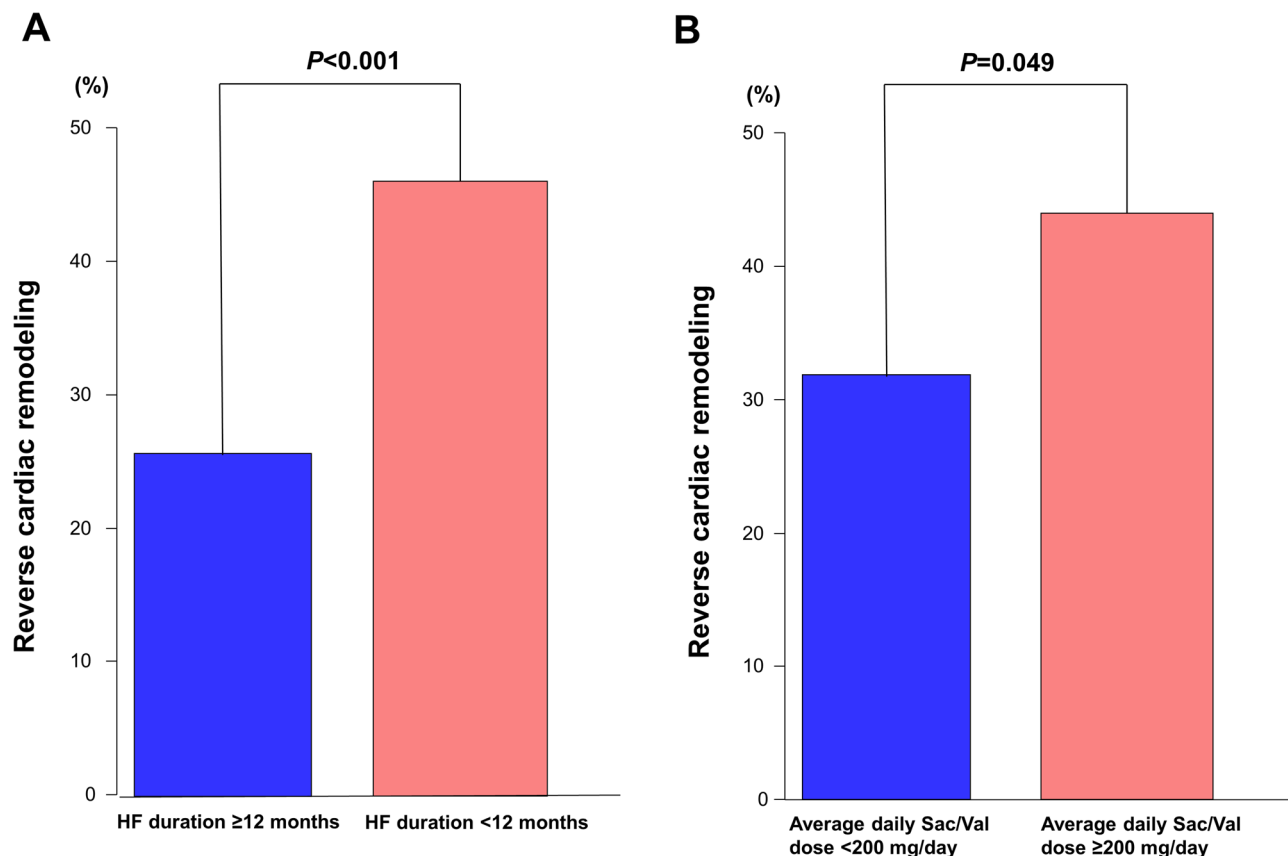 A
P<0.001
(%)
50
40
30
20
10
0
Reverse cardiac remodeling
HF duration ≥12 months
HF duration <12 months
B
P=0.049
(%)
50
40
30
20
10
0
Reverse cardiac remodeling
Average daily Sac/Val
dose <200 mg/day
Average daily Sac/Val
dose ≥200 mg/day